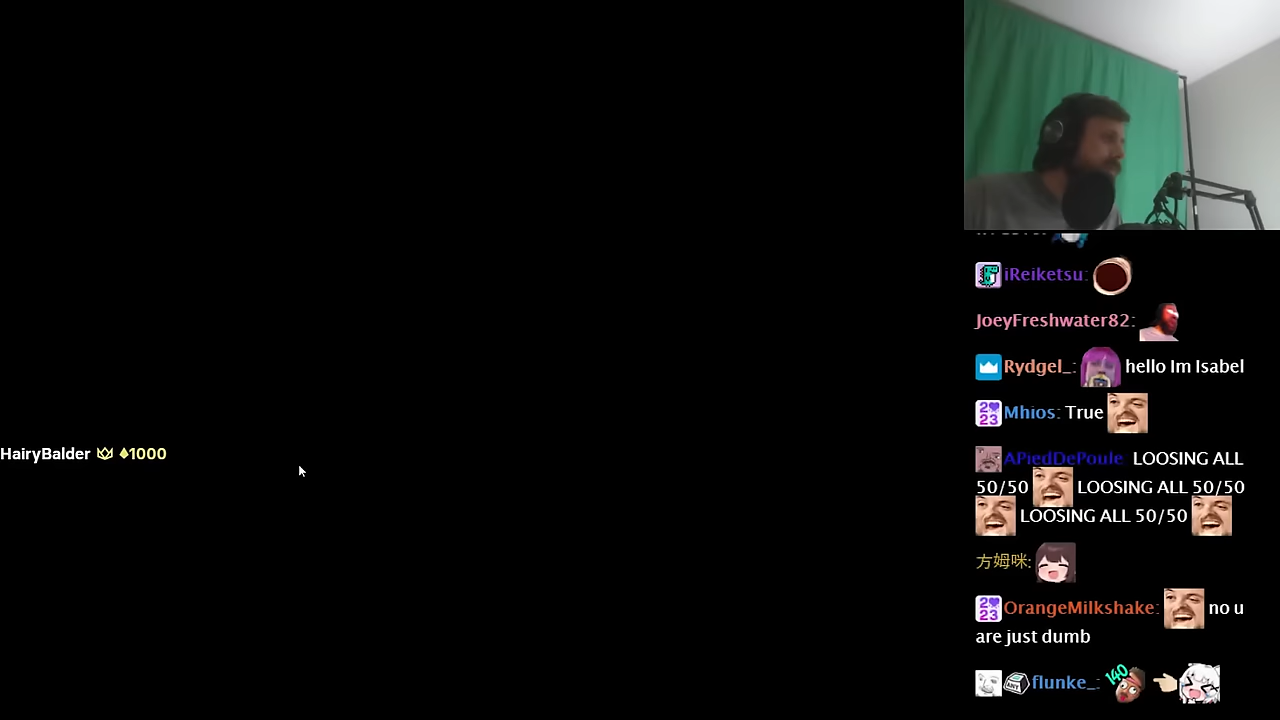 iReiketsu:
JoeyFreshwater82:
Rydgel_: hello Im Isabel
Mhios: True
HairyBalder 1000
APiedDePoule LOOSING ALL
50/50 LOOSING ALL 50/50
LOOSING ALL 50/50
方姆咪:
OrangeMilkshake: no u
are just dumb
flunke_: 140